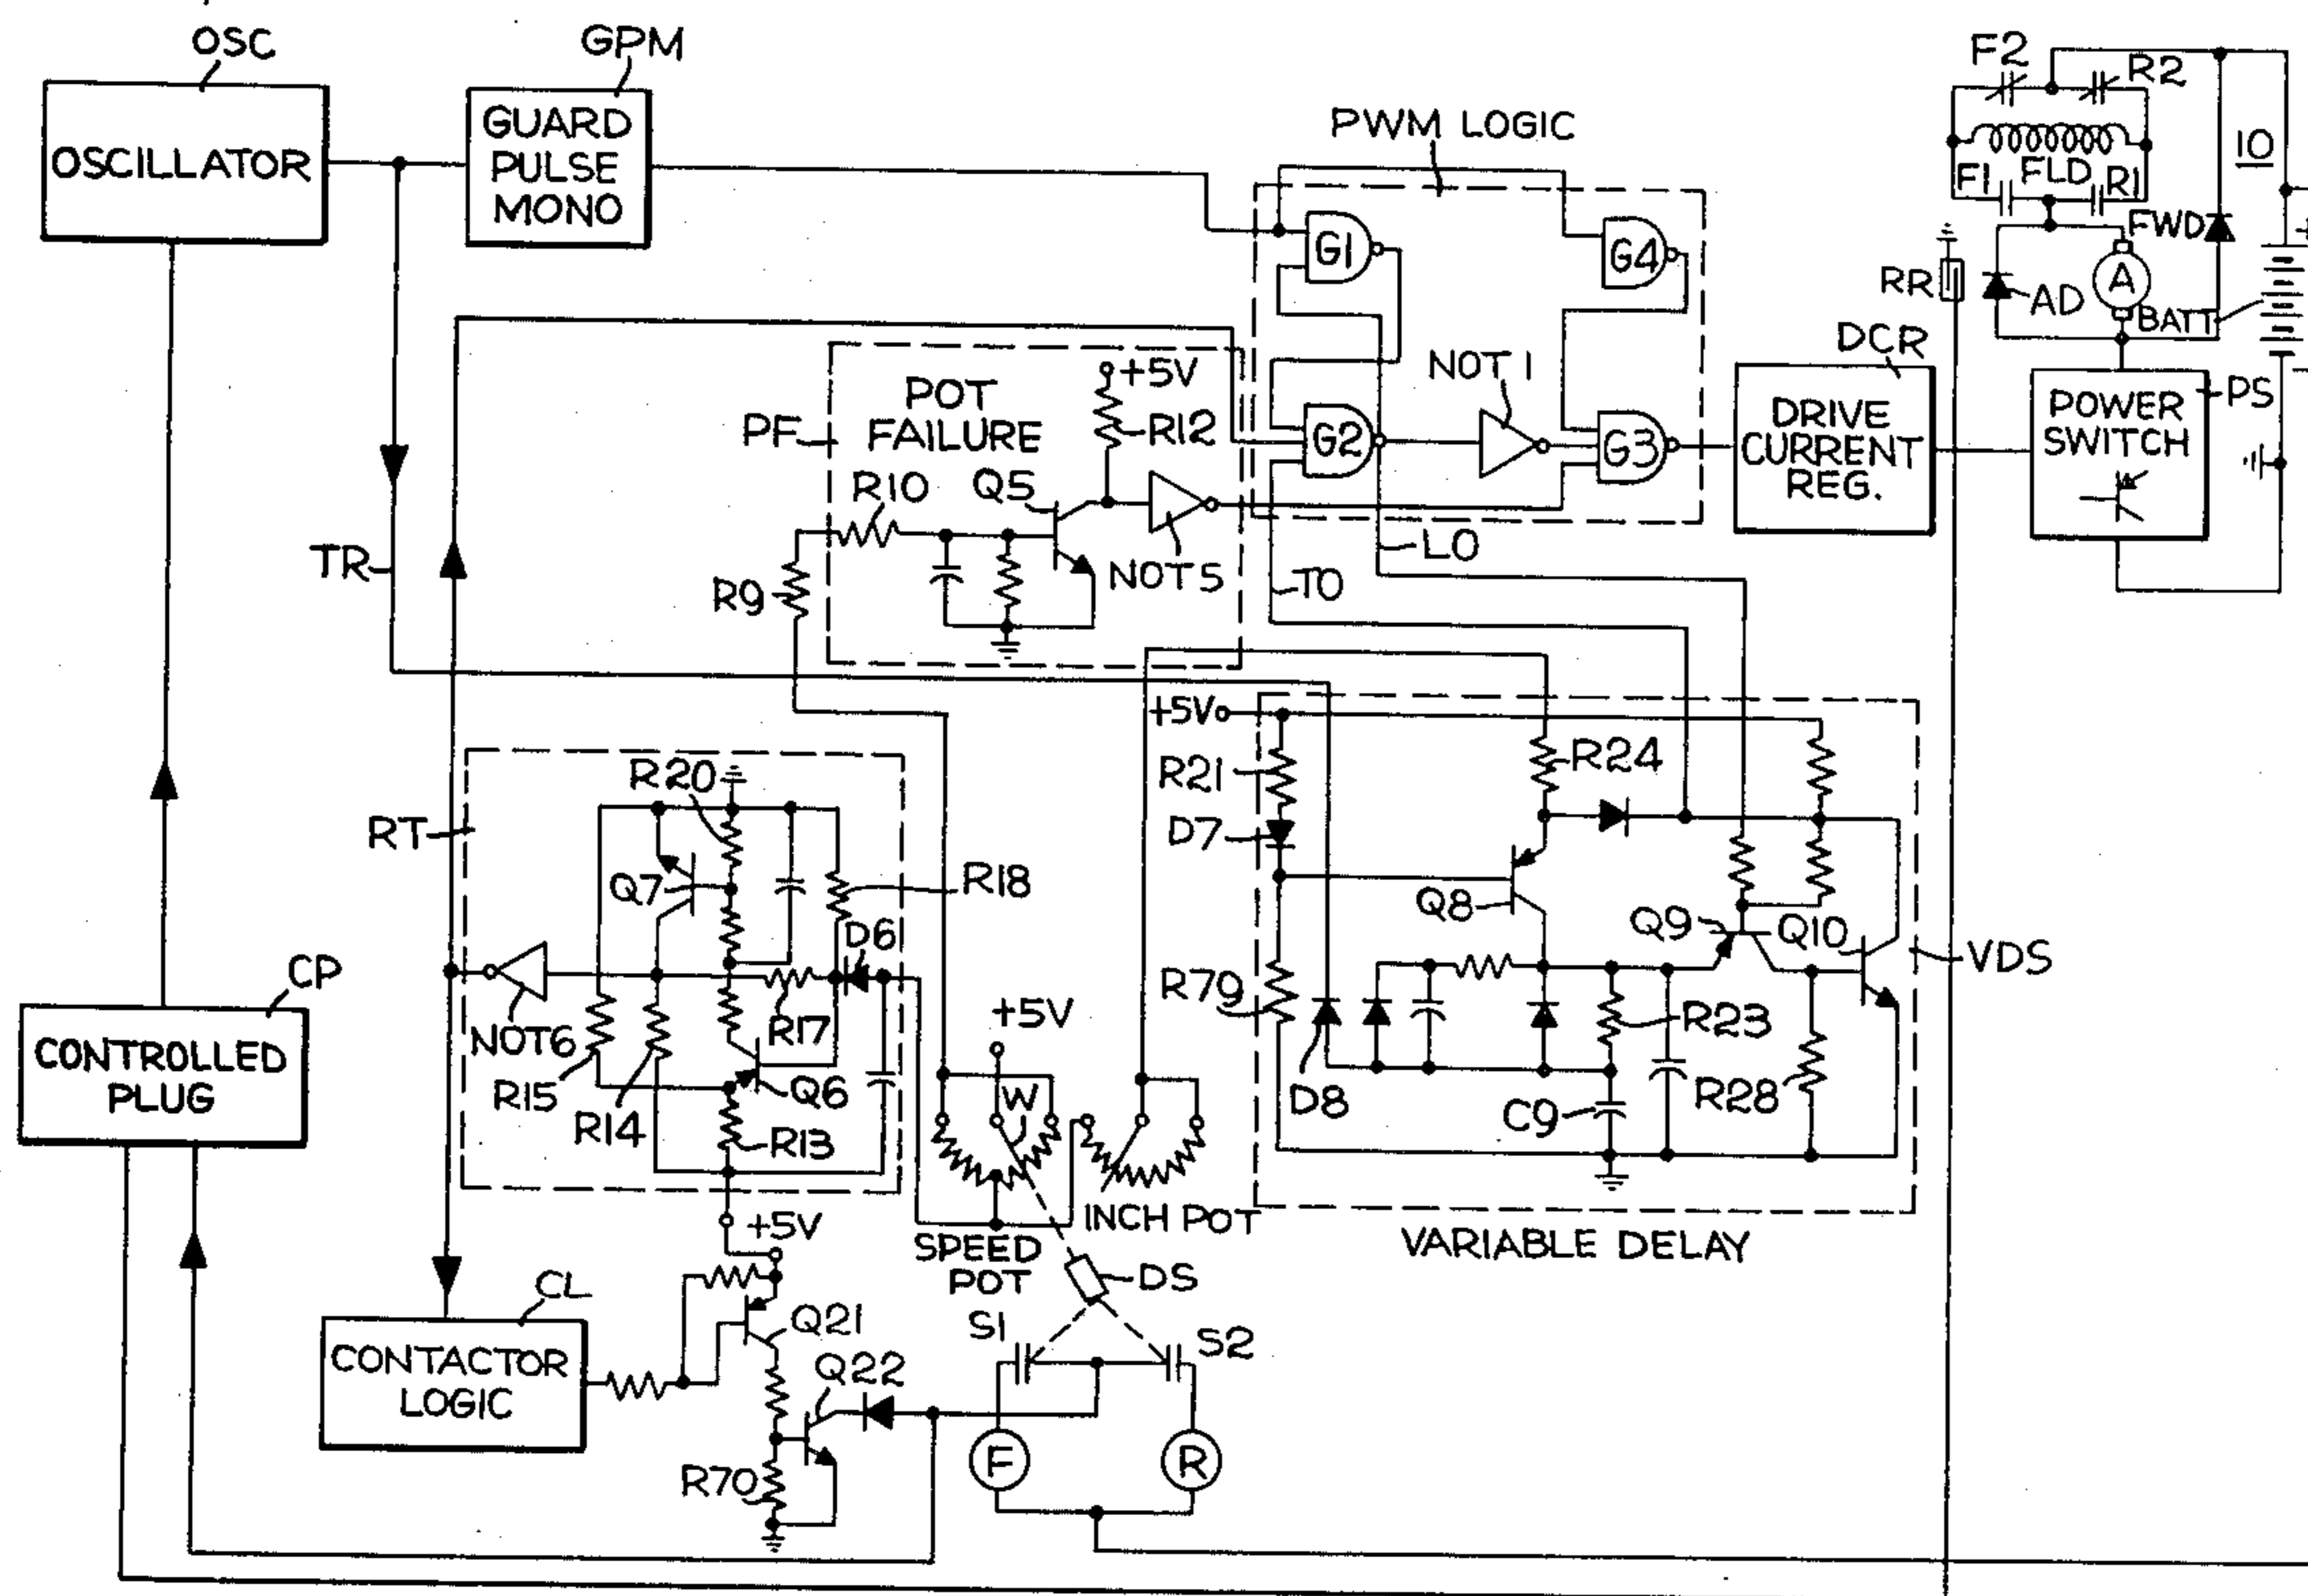 OSC
GPM
OSCILLATOR
GUARD
PULSE
MONO
PWM LOGIC
F2
R2
10
F1
FLD
R1
FWD
G1
G4
RR
AD
A
BATT
DCR
PS
POWER
SWITCH
DRIVE
CURRENT
REG.
PF
POT
FAILURE
+5V
R12
NOT 1
G2
G3
R10
Q5
NOT5
LO
TO
TR
R9
+5V
R21
R24
D7
Q8
Q9
Q10
VDS
R79
D8
R23
R28
C9
VARIABLE DELAY
RT
R20
Q7
R18
D6
NOT6
R17
R15
R14
Q6
R13
+5V
+5V
W
INCH POT
SPEED
POT
DS
CP
CONTROLLED
PLUG
CL
CONTACTOR
LOGIC
Q21
Q22
R70
S1
S2
F
R